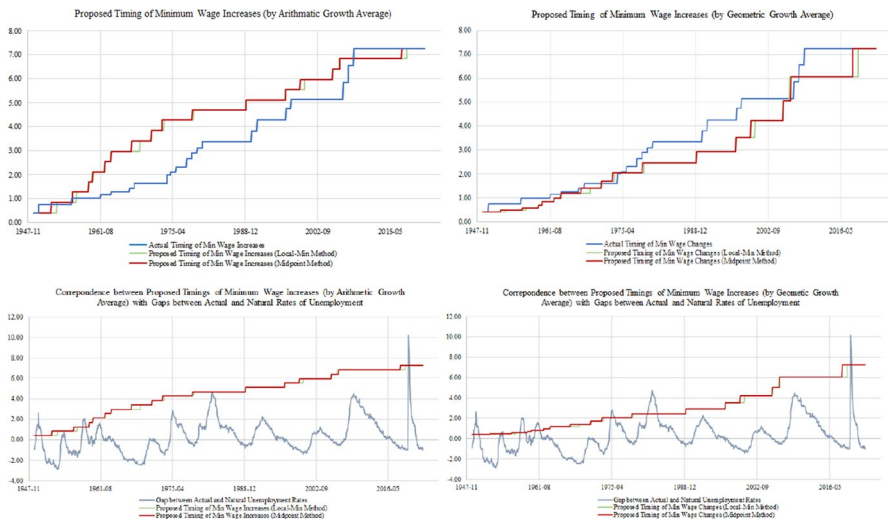 Proposed Timing of Minimum Wage Increases (by Arithmatic Growth Average)
8.00
7.00
6.00
5.00
4.00
3.00
2.00
1.00
0.00
1947-11 1961-08 1975-04 1988-12 2002-09 2016-05
Actual Timing of Min Wage Increases
Proposed Timing of Min Wage Increases (Local-Min Method)
Proposed Timing of Min Wage Increases (Midpoint Method)
Proposed Timing of Minimum Wage Increases (by Geometric Growth Average)
8.00
7.00
6.00
5.00
4.00
3.00
2.00
1.00
0.00
1947-11 1961-08 1975-04 1988-12 2002-09 2016-05
Actual Timing of Min Wage Changes
Proposed Timing of Min Wage Changes (Local-Min Method)
Proposed Timing of Min Wage Changes (Midpoint Method)
Correpondence between Proposed Timings of Minimum Wage Increases (by Arithmetic Growth
Average) with Gaps between Actual and Natural Rates of Unemployment
12.00
10.00
8.00
6.00
4.00
2.00
0.00
-2.00
-4.00
1947-11 1961-08 1975-04 1988-12 2002-09 2016-05
Gap between Actual and Natural Unemployment Rates
Proposed Timing of Min Wage Increases (Local-Min Method)
Proposed Timing of Min Wage Increases (Midpoint Method)
Correpondence between Proposed Timings of Minimum Wage Increases (by Geometic Growth
Average) with Gaps between Actual and Natural Rates of Unemployment
12.00
10.00
8.00
6.00
4.00
2.00
0.00
-2.00
-4.00
1947-11 1961-08 1975-04 1988-12 2002-09 2016-05
Gap between Actual and Natural Unemployment Rates
Proposed Timing of Min Wage Changes (Local-Min Method)
Proposed Timing of Min Wage Changes (Midpoint Method)